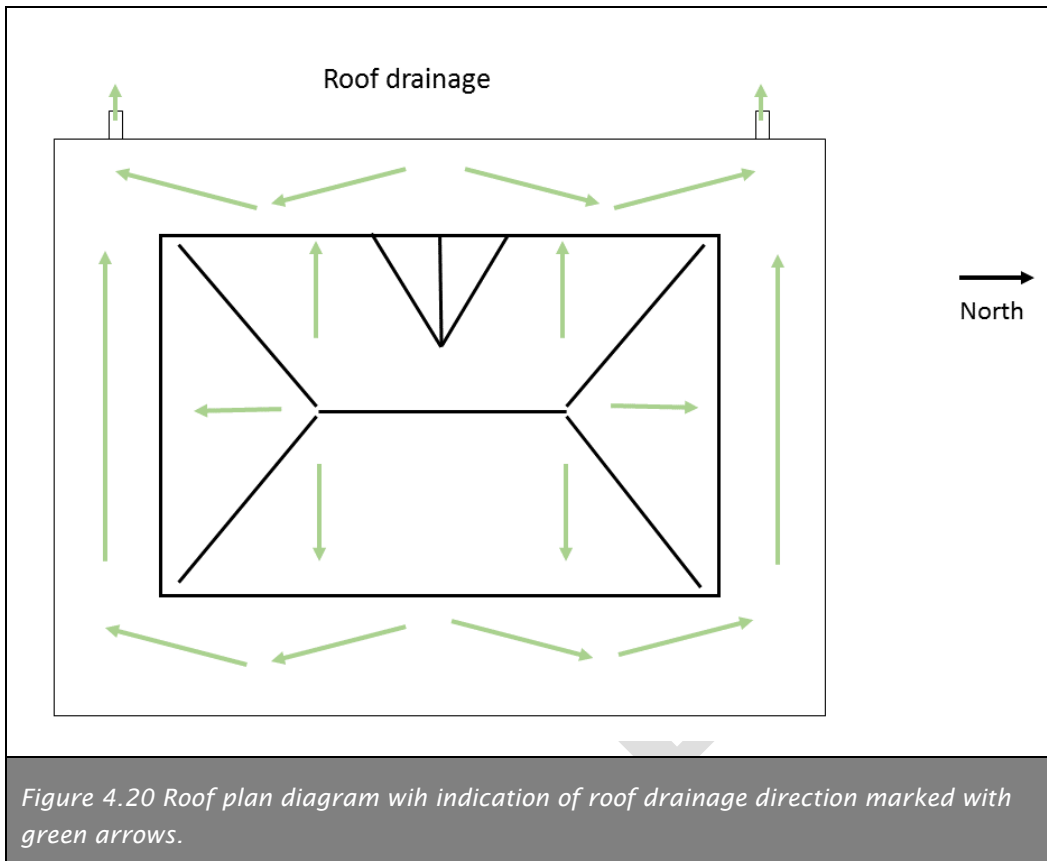 Roof drainage
North
Figure 4.20 Roof plan diagram wih indication of roof drainage direction marked with
green arrows.